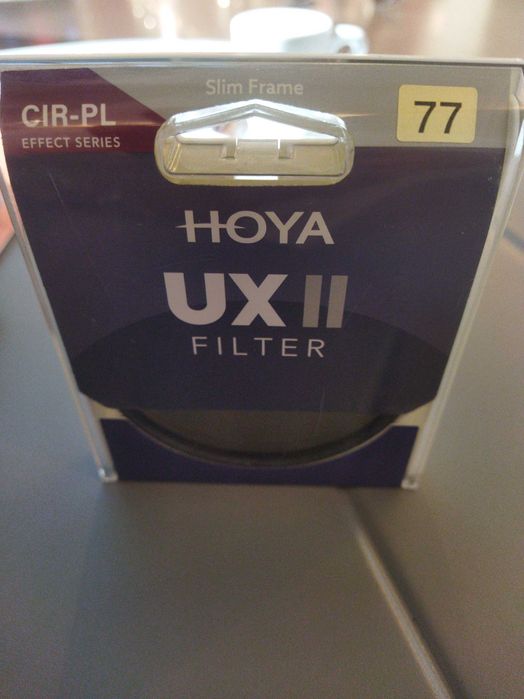 Slim Frame
CIR-PL
EFFECT SERIES
77
HOYA
UX II
FILTER